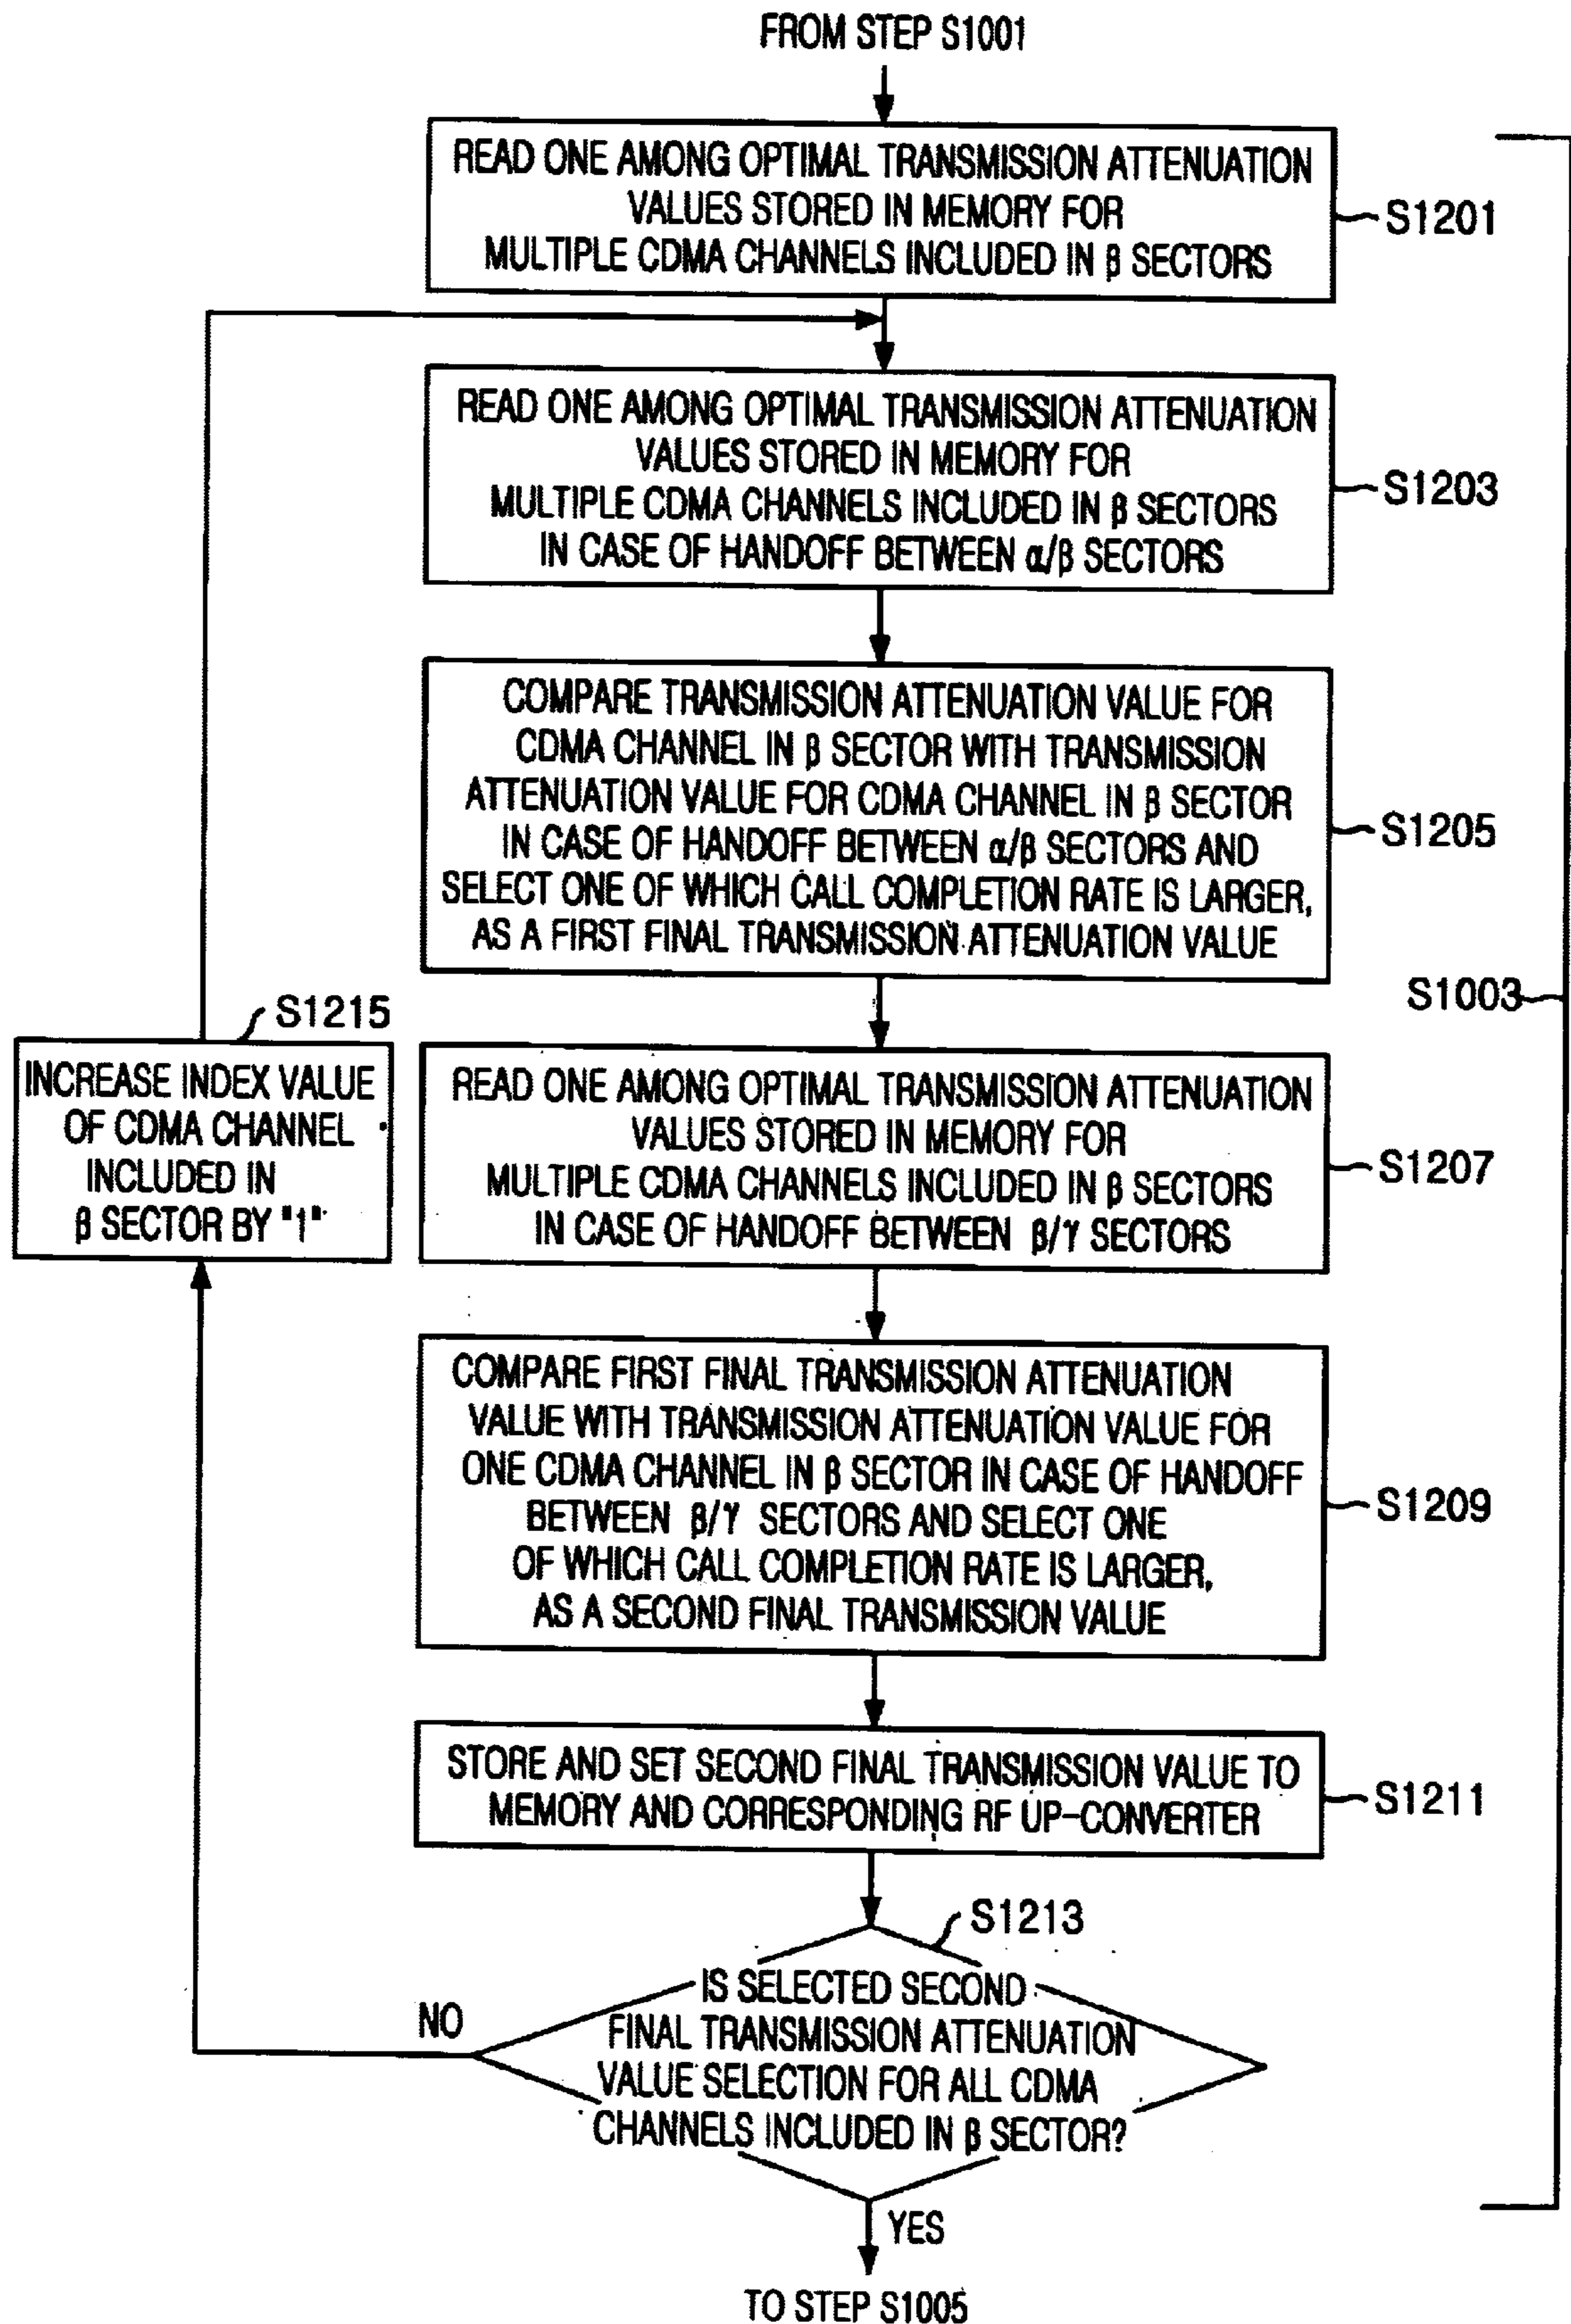 FROM STEP S1001
READ ONE AMONG OPTIMAL TRANSMISSION ATTENUATION
VALUES STORED IN MEMORY FOR
MULTIPLE CDMA CHANNELS INCLUDED IN β SECTORS
S1201
READ ONE AMONG OPTIMAL TRANSMISSION ATTENUATION
VALUES STORED IN MEMORY FOR
MULTIPLE CDMA CHANNELS INCLUDED IN β SECTORS
IN CASE OF HANDOFF BETWEEN α/β SECTORS
S1203
COMPARE TRANSMISSION ATTENUATION VALUE FOR
CDMA CHANNEL IN β SECTOR WITH TRANSMISSION
ATTENUATION VALUE FOR CDMA CHANNEL IN β SECTOR
IN CASE OF HANDOFF BETWEEN α/β SECTORS AND
SELECT ONE OF WHICH CALL COMPLETION RATE IS LARGER,
AS A FIRST FINAL TRANSMISSION ATTENUATION VALUE
S1205
S1003
S1215
INCREASE INDEX VALUE
OF CDMA CHANNEL
INCLUDED IN
β SECTOR BY "1"
READ ONE AMONG OPTIMAL TRANSMISSION ATTENUATION
VALUES STORED IN MEMORY FOR
MULTIPLE CDMA CHANNELS INCLUDED IN β SECTORS
IN CASE OF HANDOFF BETWEEN β/γ SECTORS
S1207
COMPARE FIRST FINAL TRANSMISSION ATTENUATION
VALUE WITH TRANSMISSION ATTENUATION VALUE FOR
ONE CDMA CHANNEL IN β SECTOR IN CASE OF HANDOFF
BETWEEN β/γ SECTORS AND SELECT ONE
OF WHICH CALL COMPLETION RATE IS LARGER,
AS A SECOND FINAL TRANSMISSION VALUE
S1209
STORE AND SET SECOND FINAL TRANSMISSION VALUE TO
MEMORY AND CORRESPONDING RF UP-CONVERTER
S1211
S1213
IS SELECTED SECOND
FINAL TRANSMISSION ATTENUATION
VALUE SELECTION FOR ALL CDMA
CHANNELS INCLUDED IN β SECTOR?
NO
YES
TO STEP S1005